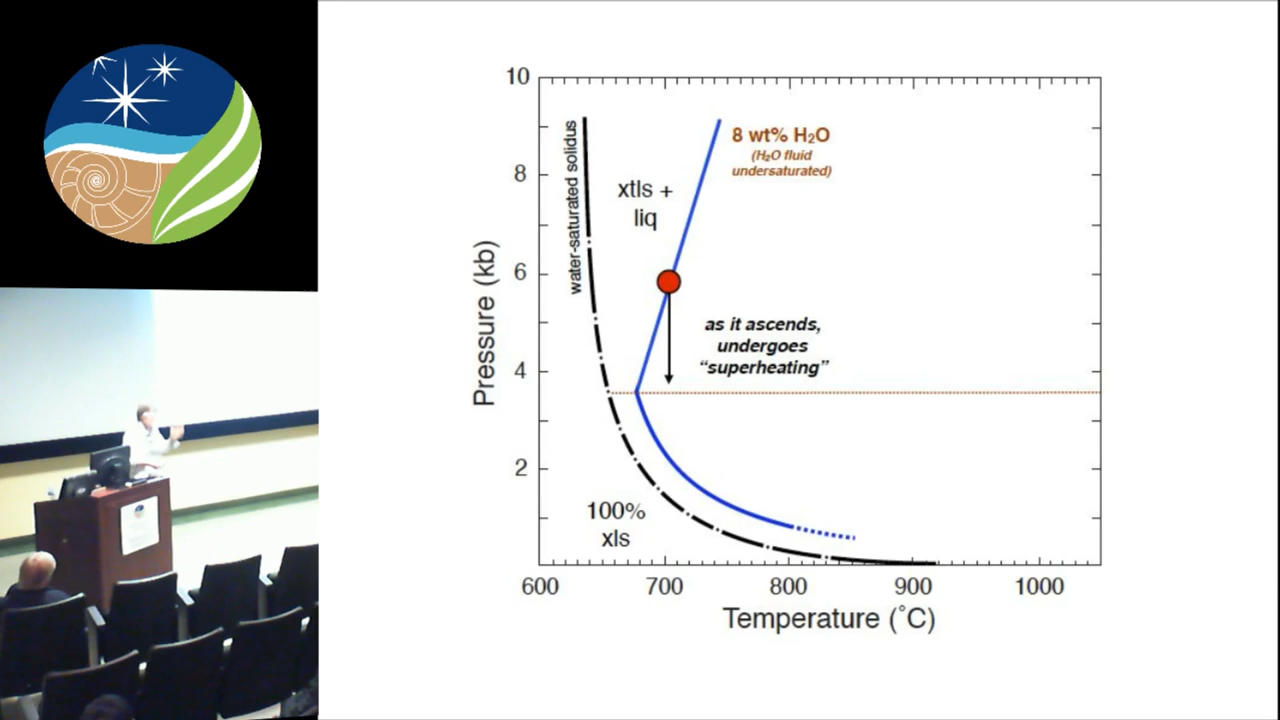 10
8
6
4
2
Pressure (kb)
water-saturated solidus
8 wt% H₂O
(H₂O fluid
undersaturated)
xtls +
liq
as it ascends,
undergoes
“superheating”
100%
xls
600 700 800 900 1000
Temperature (°C)